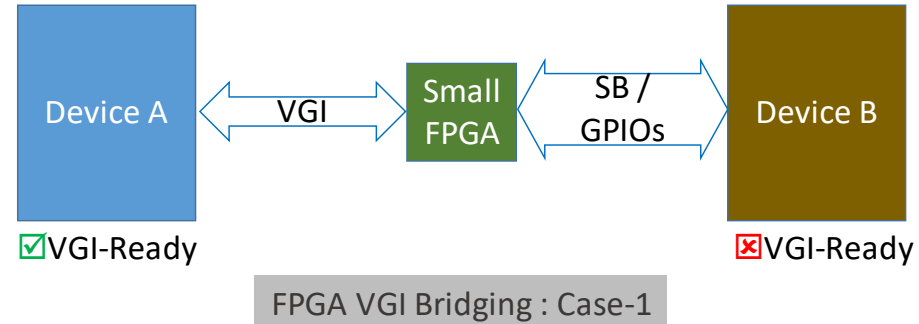 Device A
VGI
Small
FPGA
SB /
GPIOs
Device B
VGI-Ready
VGI-Ready
FPGA VGI Bridging : Case-1